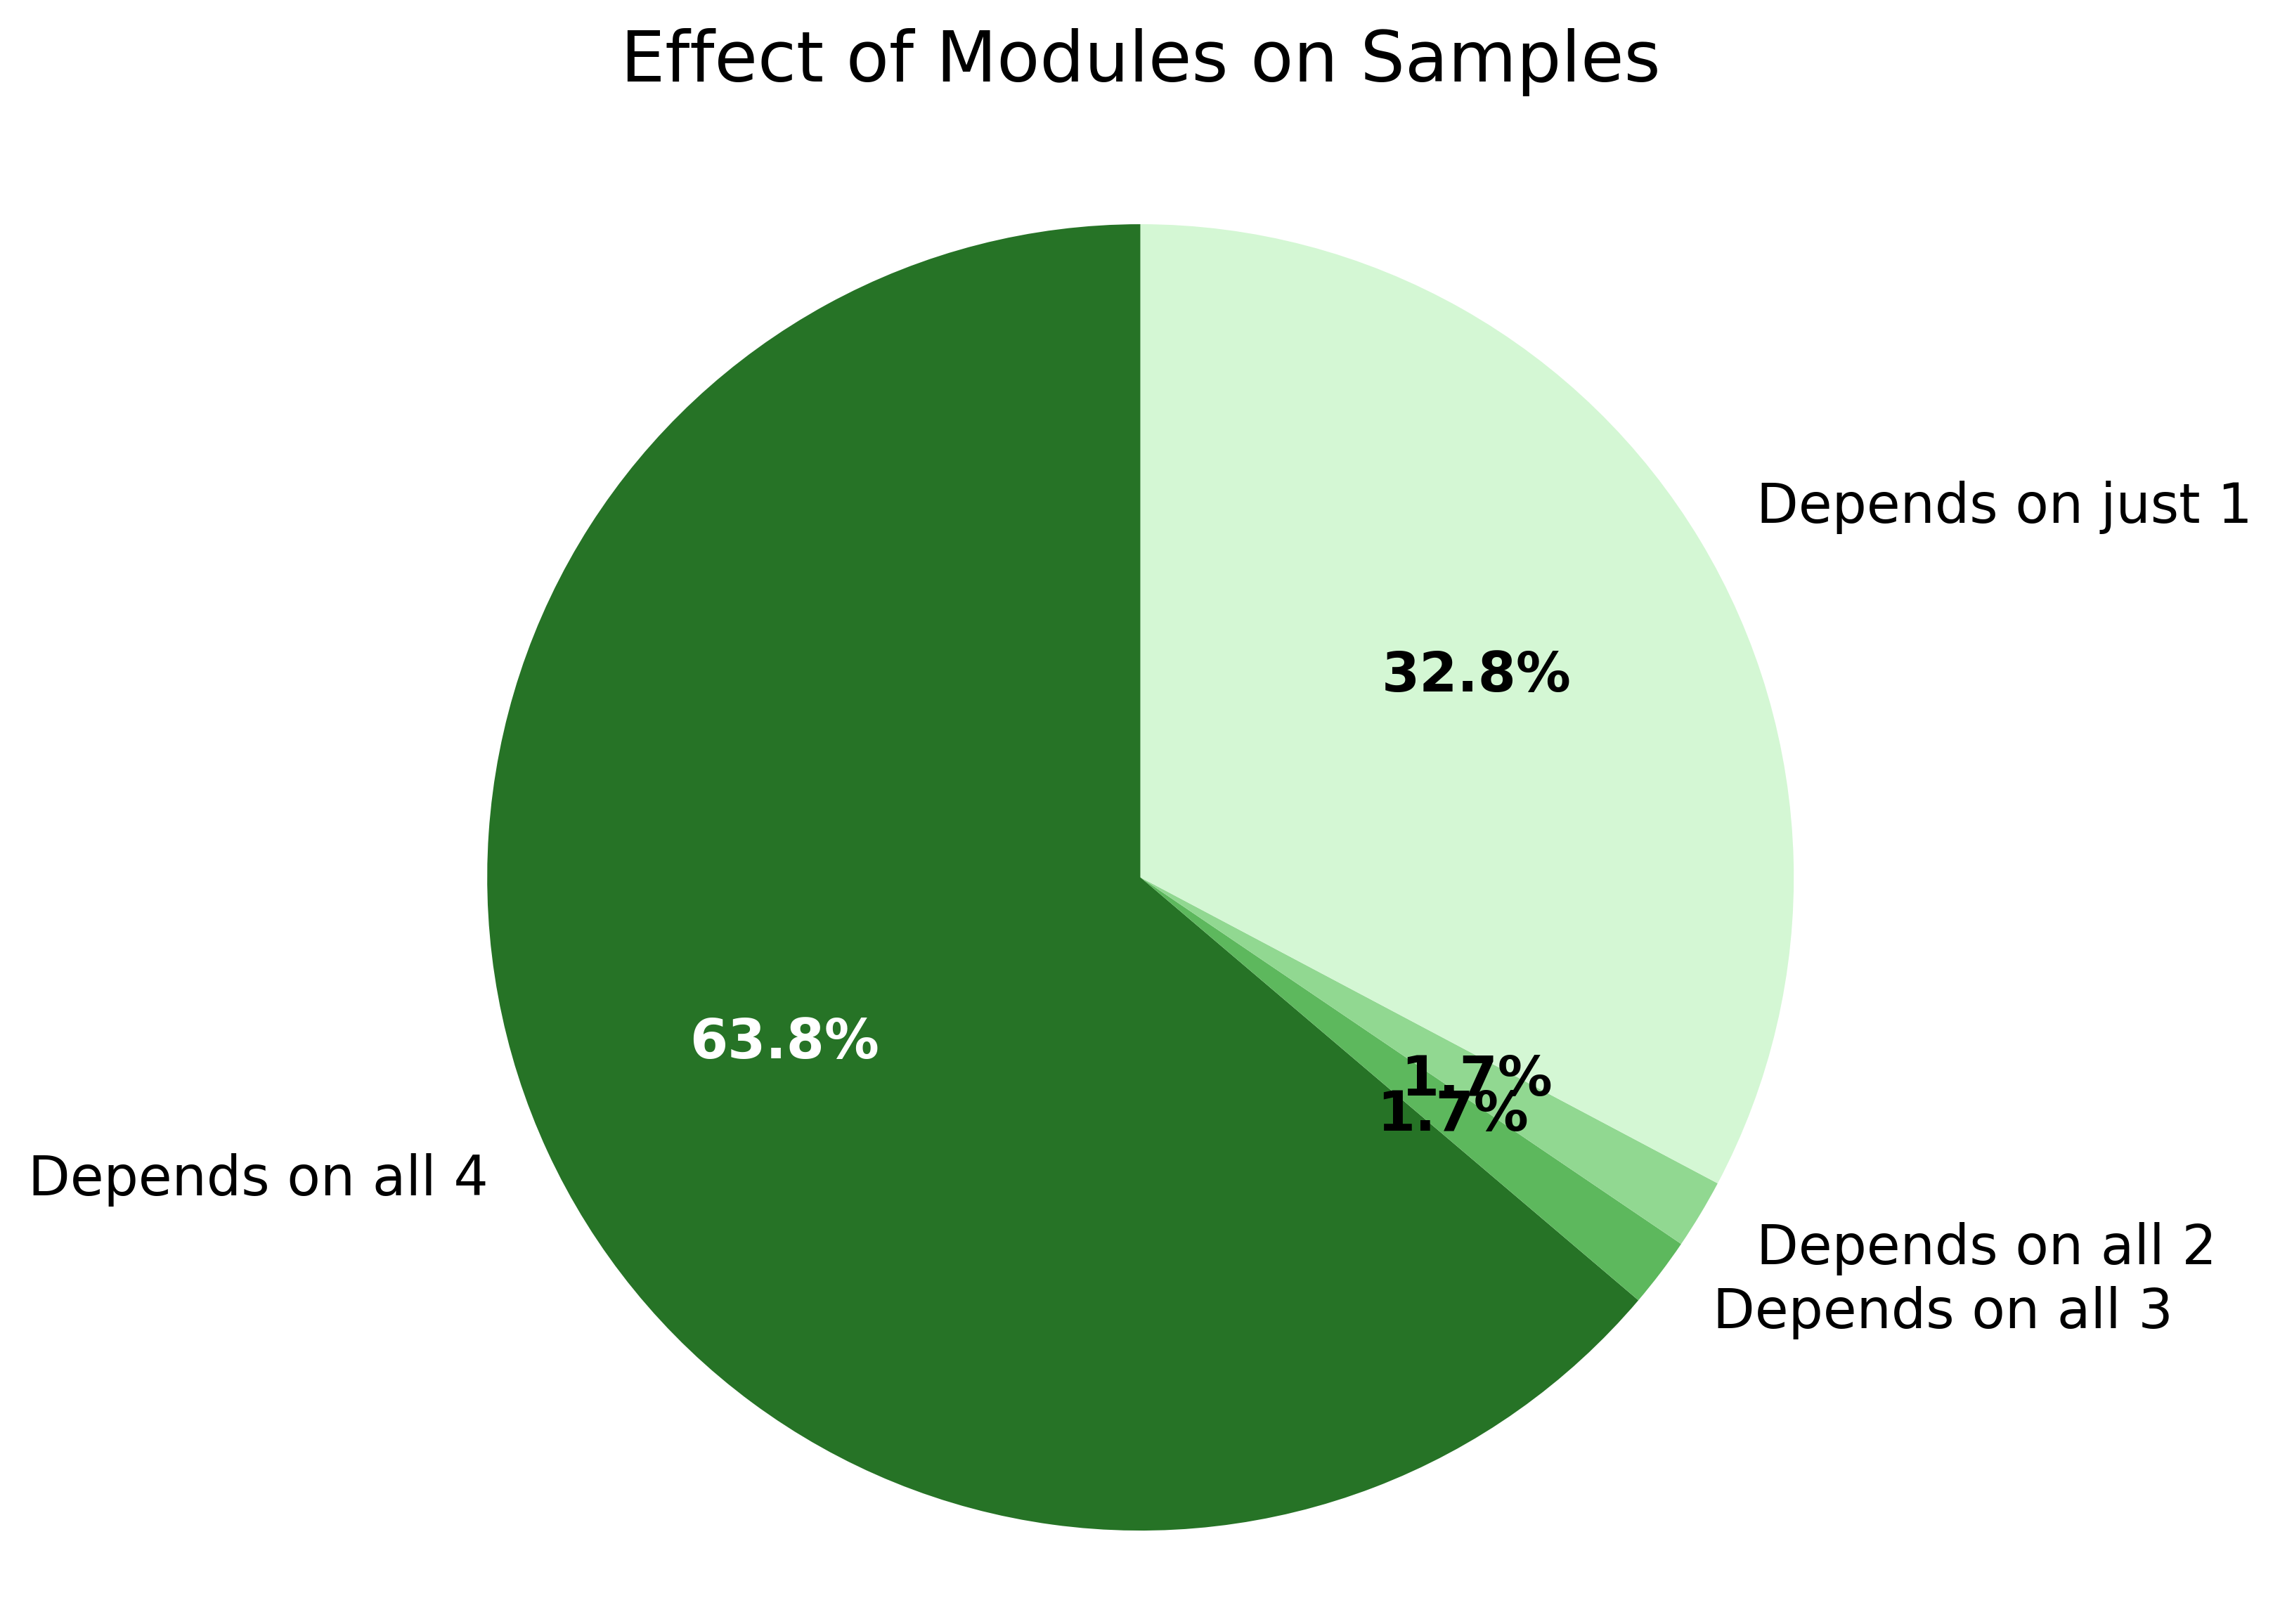 Effect of Modules on Samples
Depends on just 1
32.8%
63.8%
1.7%
1.7%
Depends on all 4
Depends on all 2
Depends on all 3